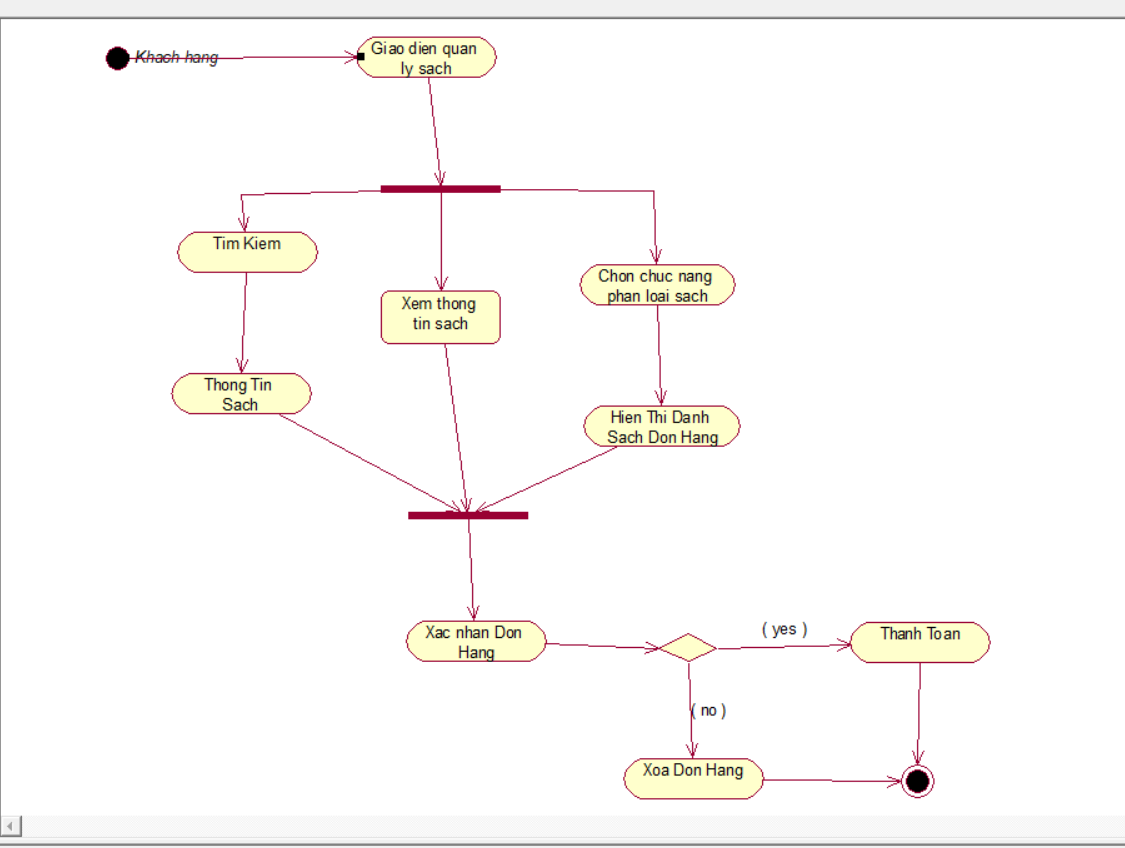 Khach hang
Giao dien quan
ly sach
Tim Kiem
Xem thong
tin sach
Chon chuc nang
phan loai sach
Thong Tin
Sach
Hien Thi Danh
Sach Don Hang
Xac nhan Don
Hang
( yes )
Thanh Toan
( no )
Xoa Don Hang